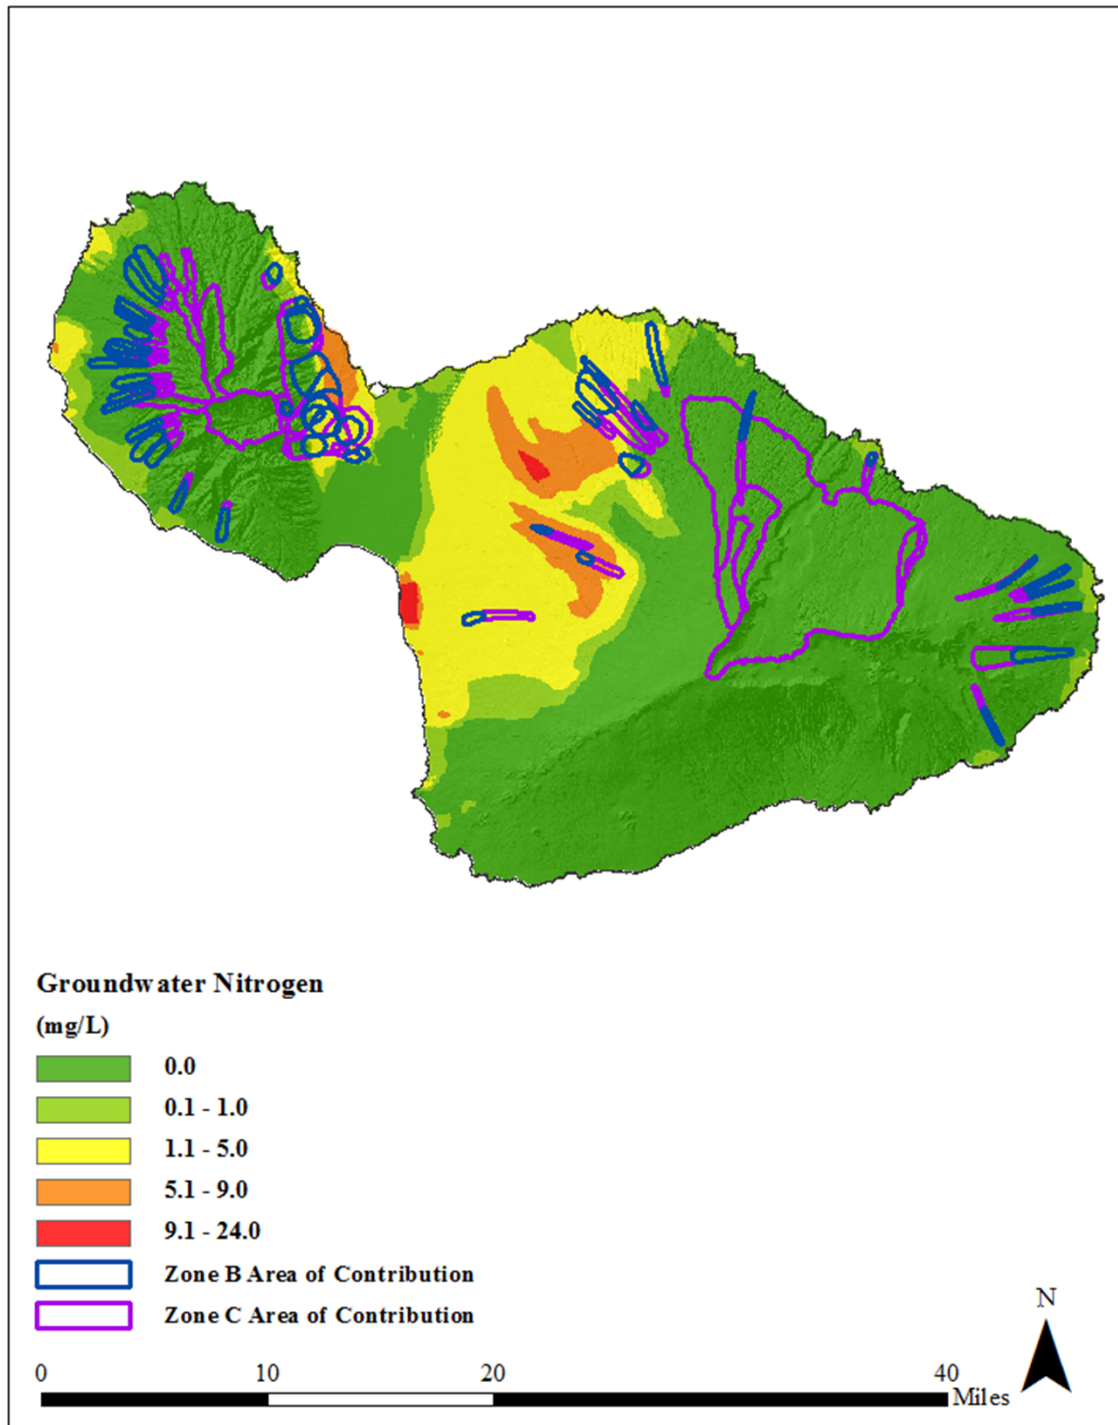 Groundwater Nitrogen
(mg/L)
0.0
0.1 - 1.0
1.1 - 5.0
5.1 - 9.0
9.1 - 24.0
Zone B Area of Contribution
Zone C Area of Contribution
N
0 10 20 40
Miles